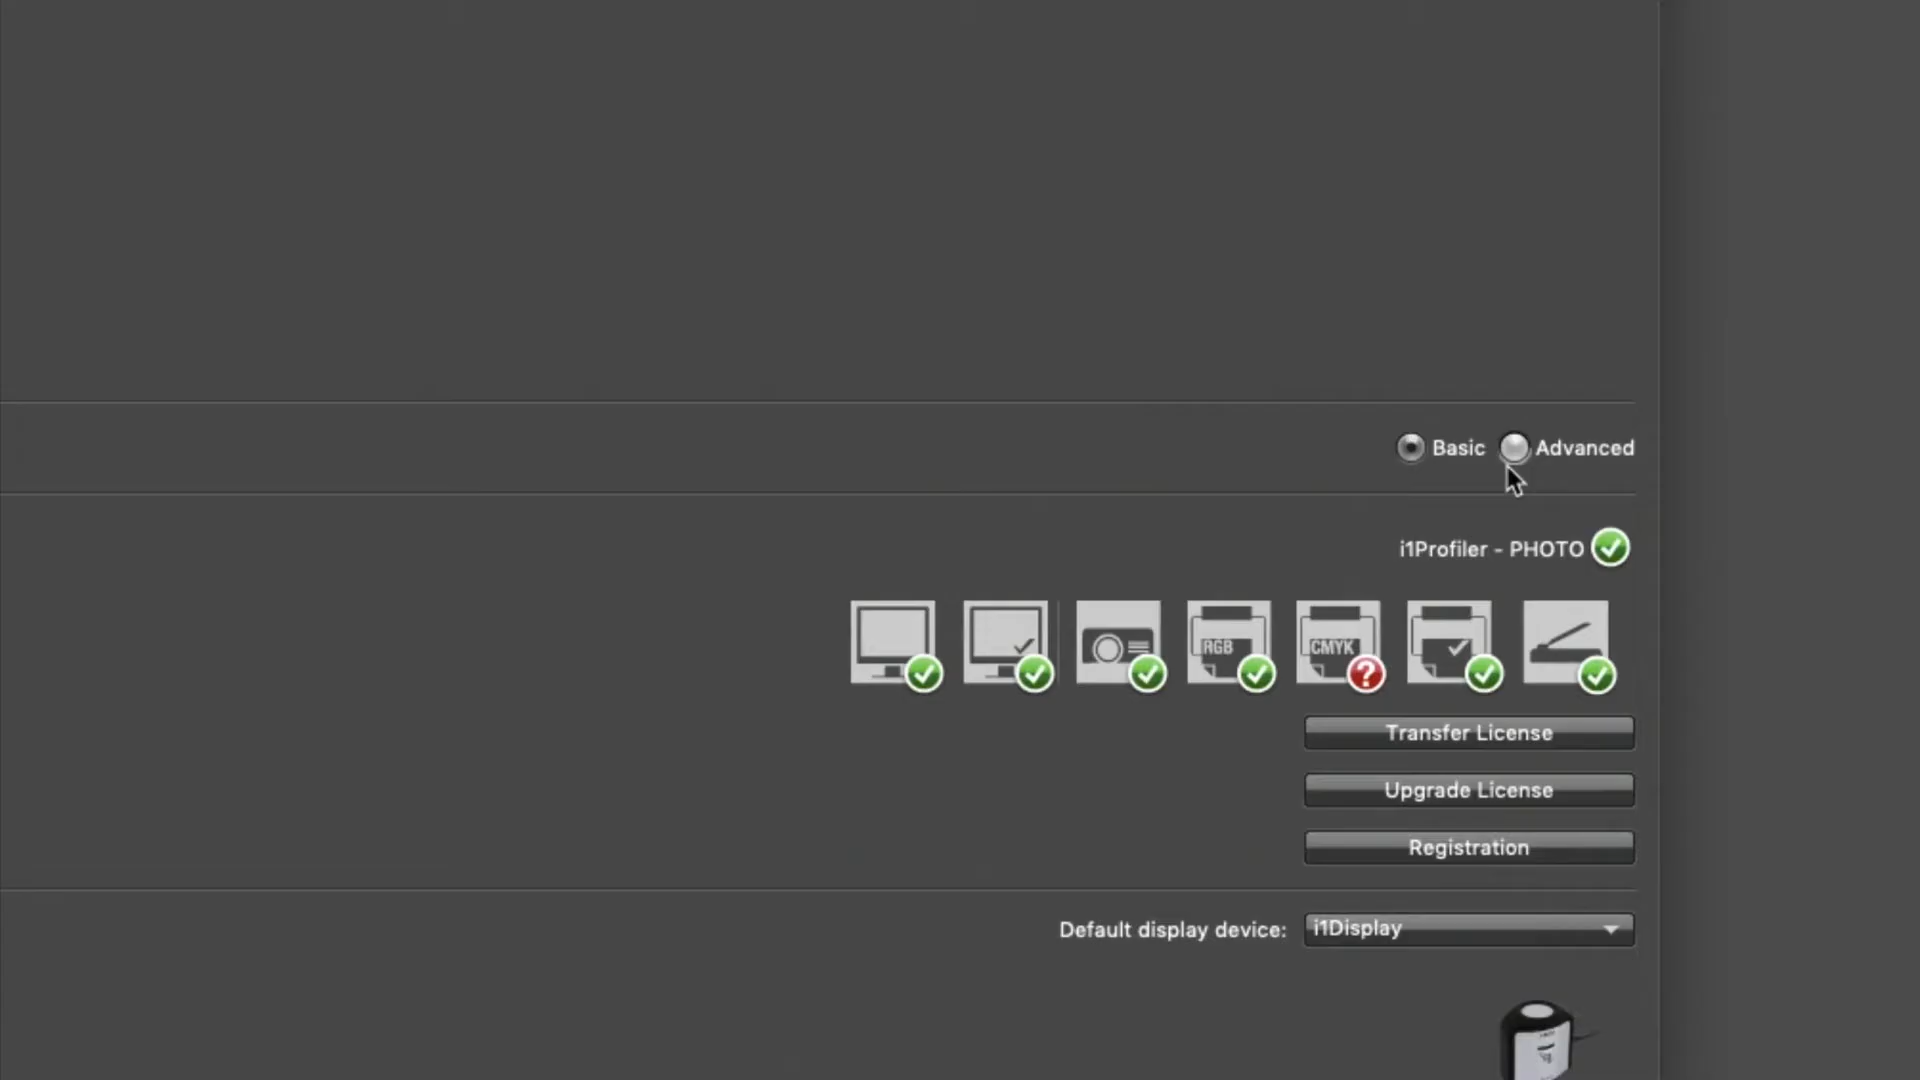 Basic Advanced
i1Profiler - PHOTO
RGB CMYK
Transfer License
Upgrade License
Registration
Default display device: i1Display